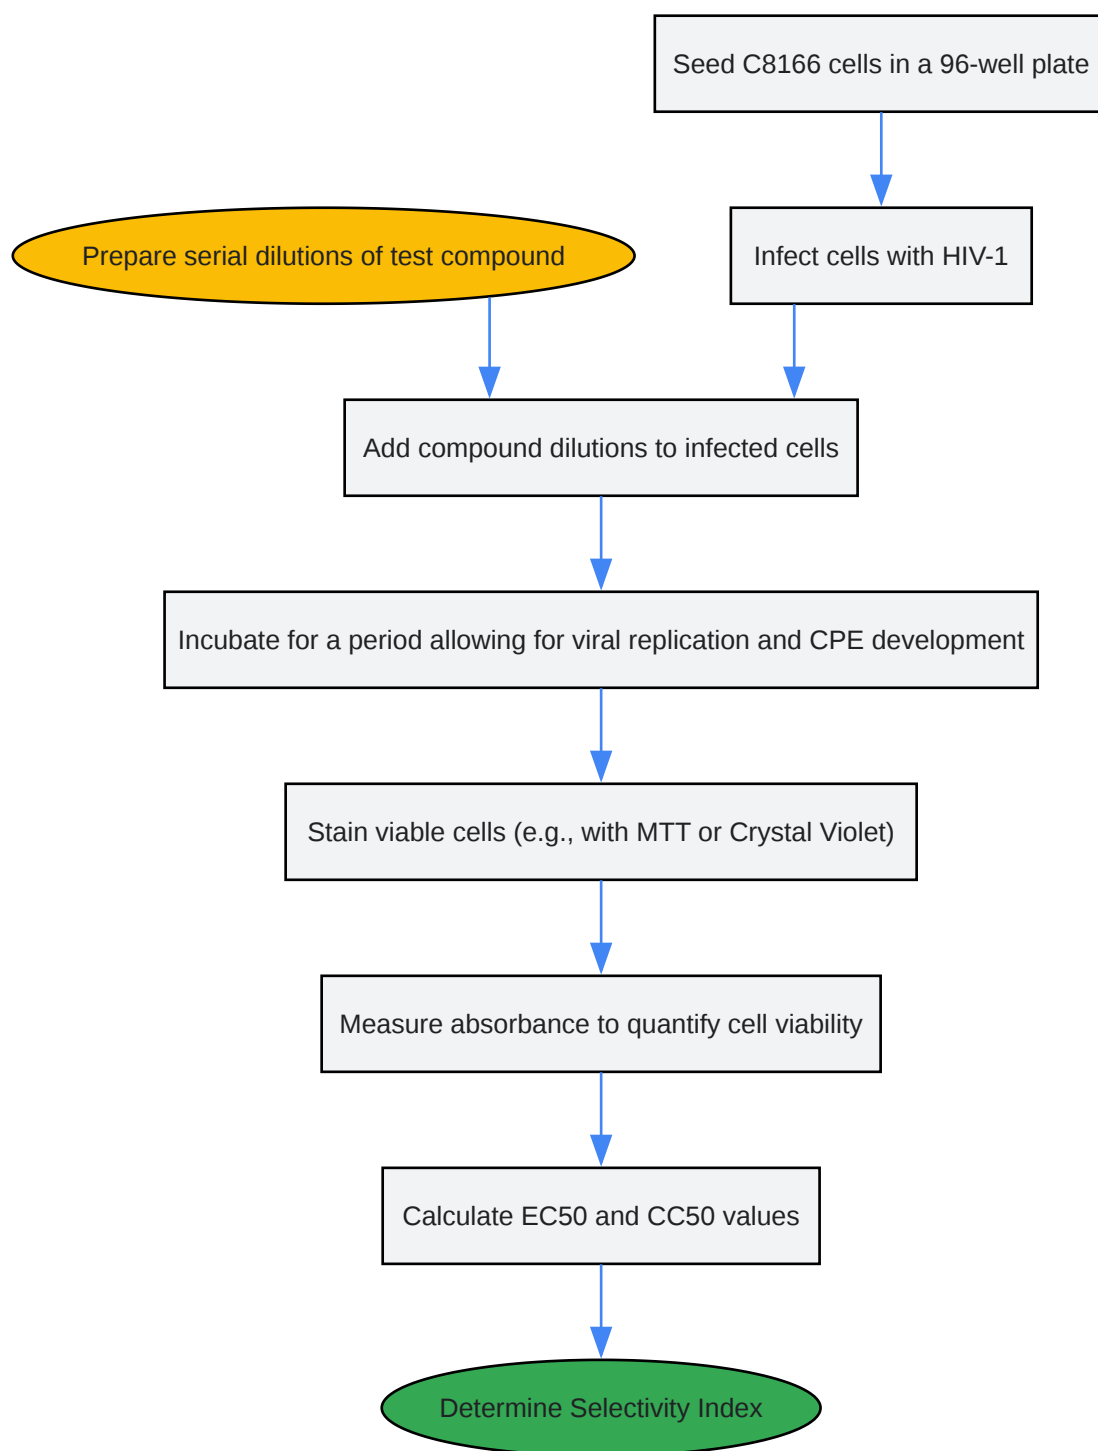 Seed C8166 cells in a 96-well plate
Prepare serial dilutions of test compound
Infect cells with HIV-1
Add compound dilutions to infected cells
Incubate for a period allowing for viral replication and CPE development
Stain viable cells (e.g., with MTT or Crystal Violet)
Measure absorbance to quantify cell viability
Calculate EC50 and CC50 values
Determine Selectivity Index